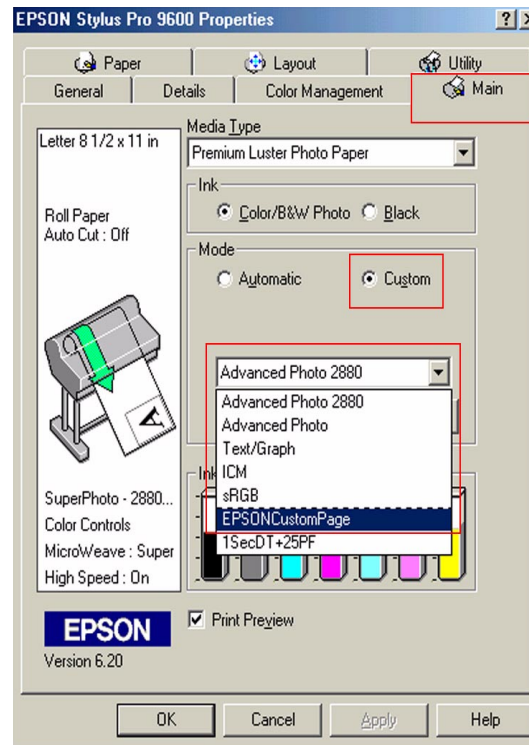 EPSON Stylus Pro 9600 Properties
Paper
Layout
Utility
General
Details
Color Management
Main
Letter 8 1/2 x 11 in
Roll Paper
Auto Cut : Off
A
SuperPhoto - 2880...
Color Controls
MicroWeave : Super
High Speed : On
EPSON
Version 6.20
Media Type
Premium Luster Photo Paper
Ink
Color/B&W Photo
Black
Mode
Automatic
Custom
Advanced Photo 2880
Advanced Photo 2880
Advanced Photo
Text/Graph
ICM
sRGB
EPSONCustomPage
1SecDT+25PF
Ink
Print Preview
OK
Cancel
Apply
Help